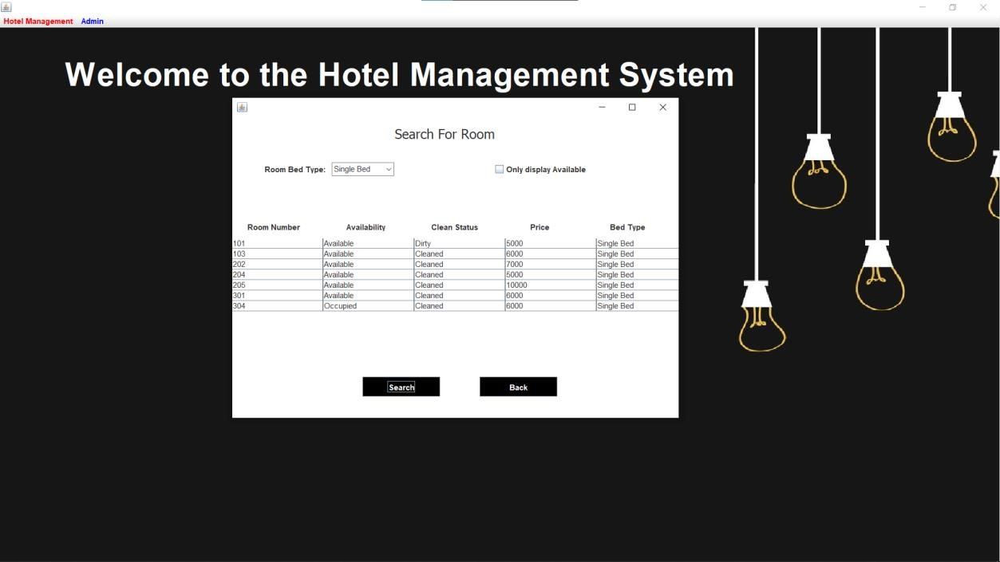 Hotel Management Admin
Welcome to the Hotel Management System
Search For Room
Room Bed Type: Single Bed Only display Available
Room Number Availability Clean Status Price Bed Type
101 Available Dirty 5000 Single Bed
103 Available Cleaned 6000 Single Bed
202 Available Cleaned 7000 Single Bed
204 Available Cleaned 5000 Single Bed
205 Available Cleaned 10000 Single Bed
301 Available Cleaned 6000 Single Bed
304 Occupied Cleaned 6000 Single Bed
Search Back